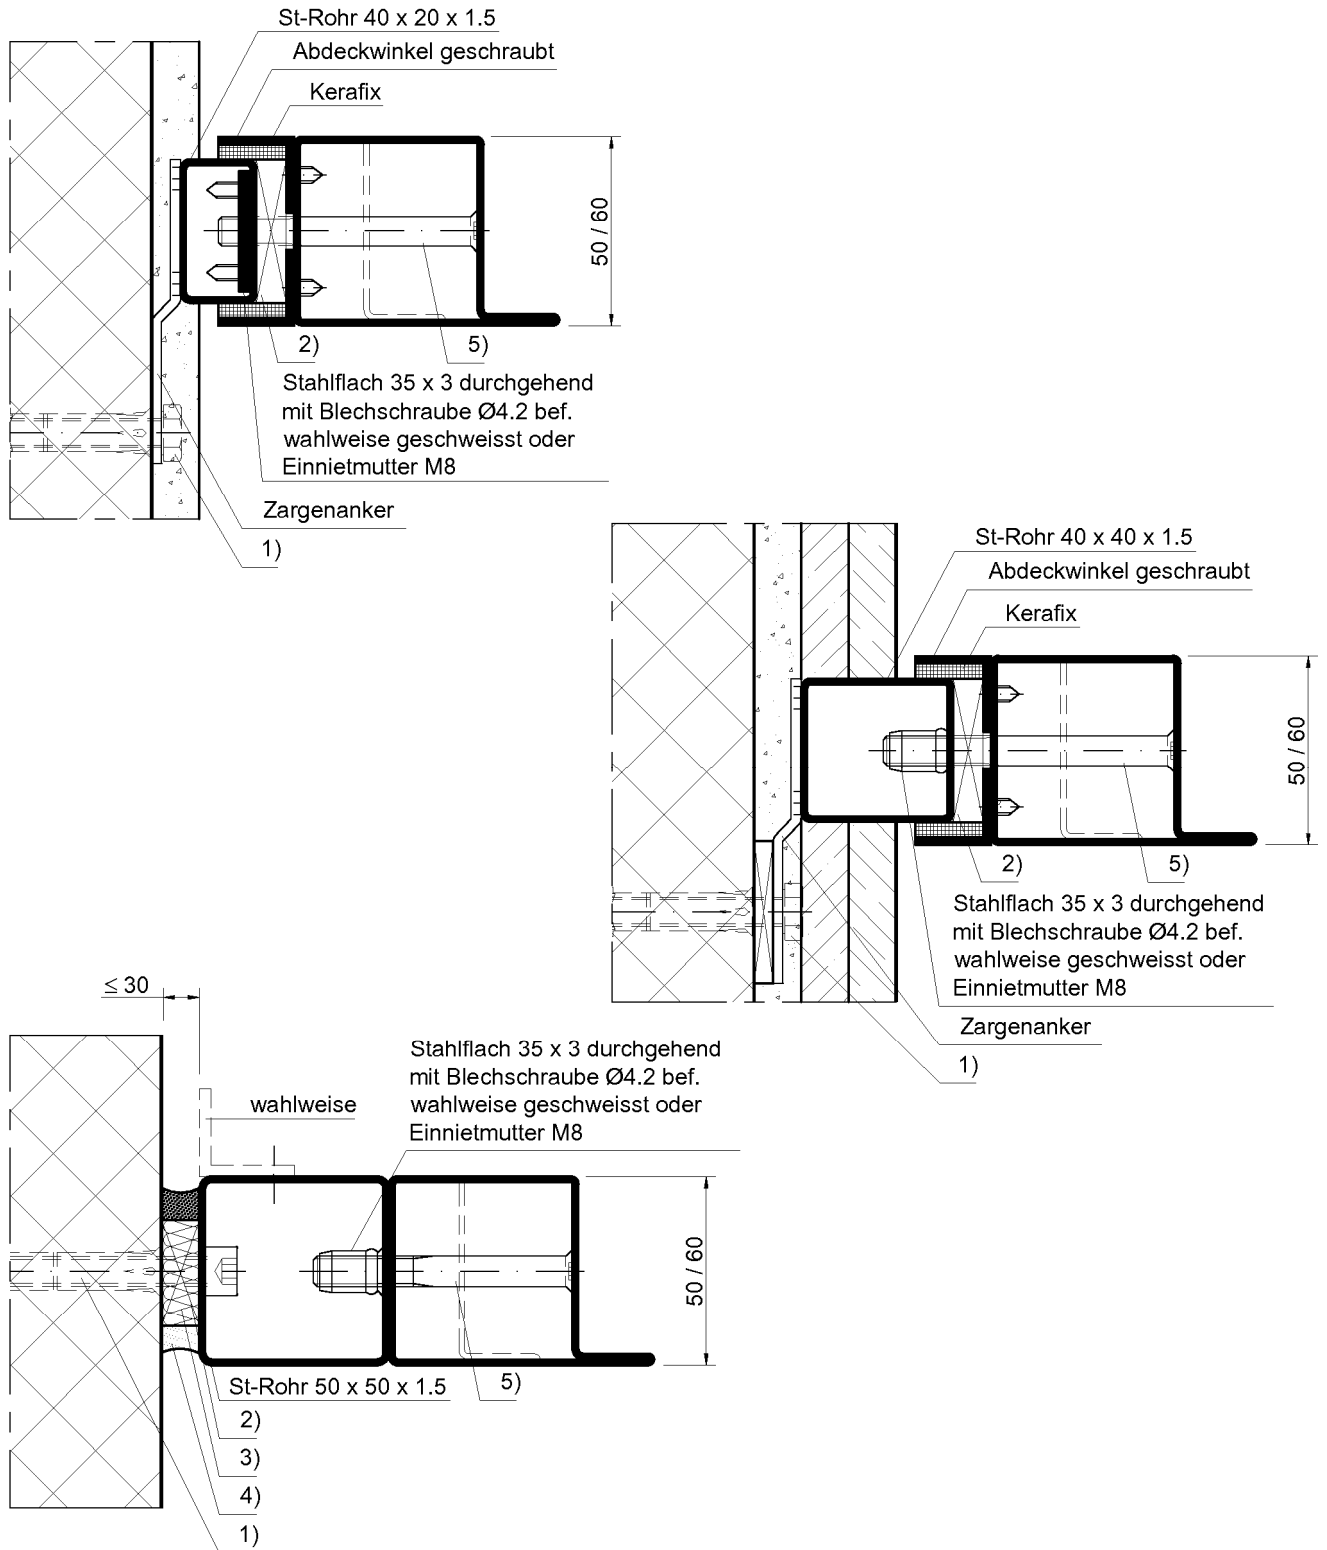 St-Rohr 40 x 20 x 1.5
Abdeckwinkel geschraubt
Kerafix
50 / 60
2)
5)
Stahlflach 35 x 3 durchgehend
mit Blechschraube Ø4.2 bef.
wahlweise geschweisst oder
Einnietmutter M8
Zargenanker
1)
St-Rohr 40 x 40 x 1.5
Abdeckwinkel geschraubt
Kerafix
50 / 60
2)
5)
Stahlflach 35 x 3 durchgehend
mit Blechschraube Ø4.2 bef.
wahlweise geschweisst oder
Einnietmutter M8
Zargenanker
1)
≤ 30
wahlweise
Stahlflach 35 x 3 durchgehend
mit Blechschraube Ø4.2 bef.
wahlweise geschweisst oder
Einnietmutter M8
50 / 60
St-Rohr 50 x 50 x 1.5
5)
2)
3)
4)
1)